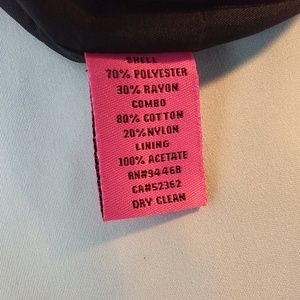 SHELL
70% POLYESTER
30% RAYON
COMBO
80% COTTON
20% NYLON
LINING
100% ACETATE
RN#94468
CA#52362
DRY CLEAN